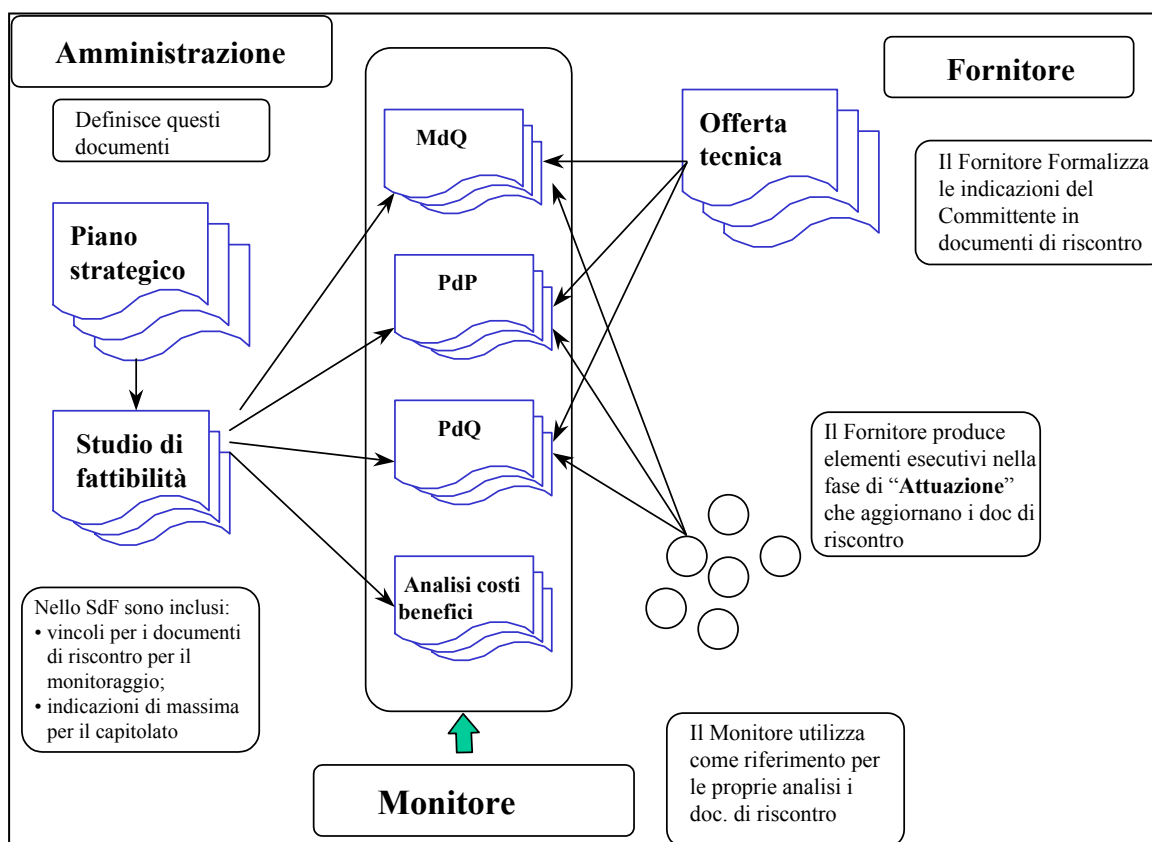 Amministrazione
Definisce questi
documenti
Piano
strategico
Studio di
fattibilità
Nello SdF sono inclusi:
• vincoli per i documenti
di riscontro per il
monitoraggio;
• indicazioni di massima
per il capitolato
MdQ
PdP
PdQ
Analisi costi
benefici
Monitore
Offerta
tecnica
Fornitore
Il Fornitore Formalizza
le indicazioni del
Committente in
documenti di riscontro
Il Fornitore produce
elementi esecutivi nella
fase di “Attuazione”
che aggiornano i doc di
riscontro
Il Monitore utilizza
come riferimento per
le proprie analisi i
doc. di riscontro